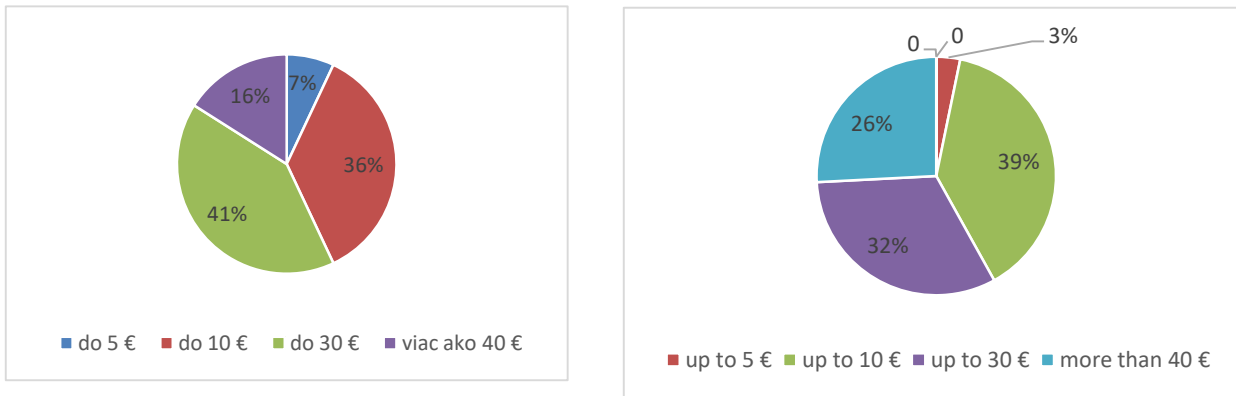 7%
36%
41%
16%
do 5 € do 10 € do 30 € viac ako 40 €
0 0 3%
39%
32%
26%
up to 5 € up to 10 € up to 30 € more than 40 €